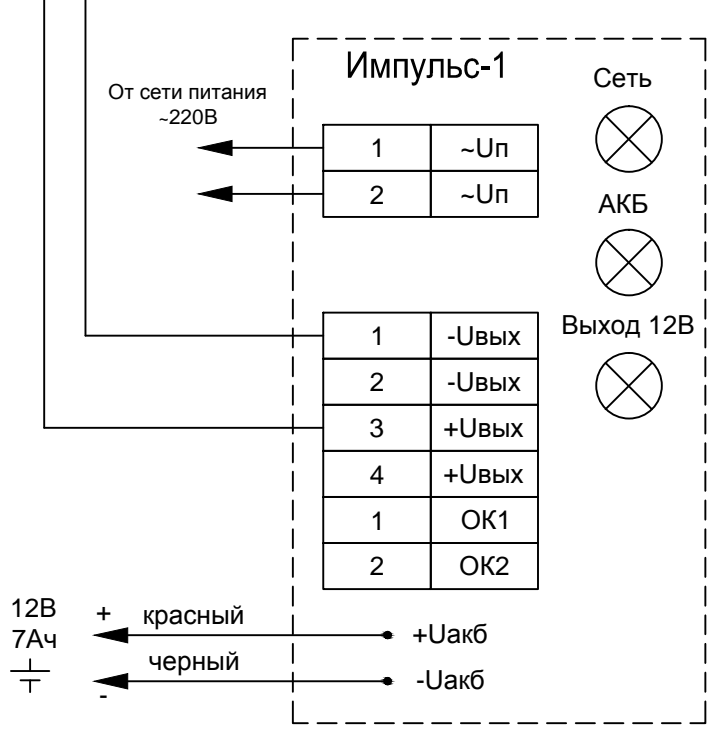 Импульс-1
Сеть
От сети питания
~220В
1 ~Uп
2 ~Uп
АКБ
Выход 12В
1 -Uвых
2 -Uвых
3 +Uвых
4 +Uвых
1 ОК1
2 ОК2
12В
7Ач
+ красный +Uакб
- черный -Uакб